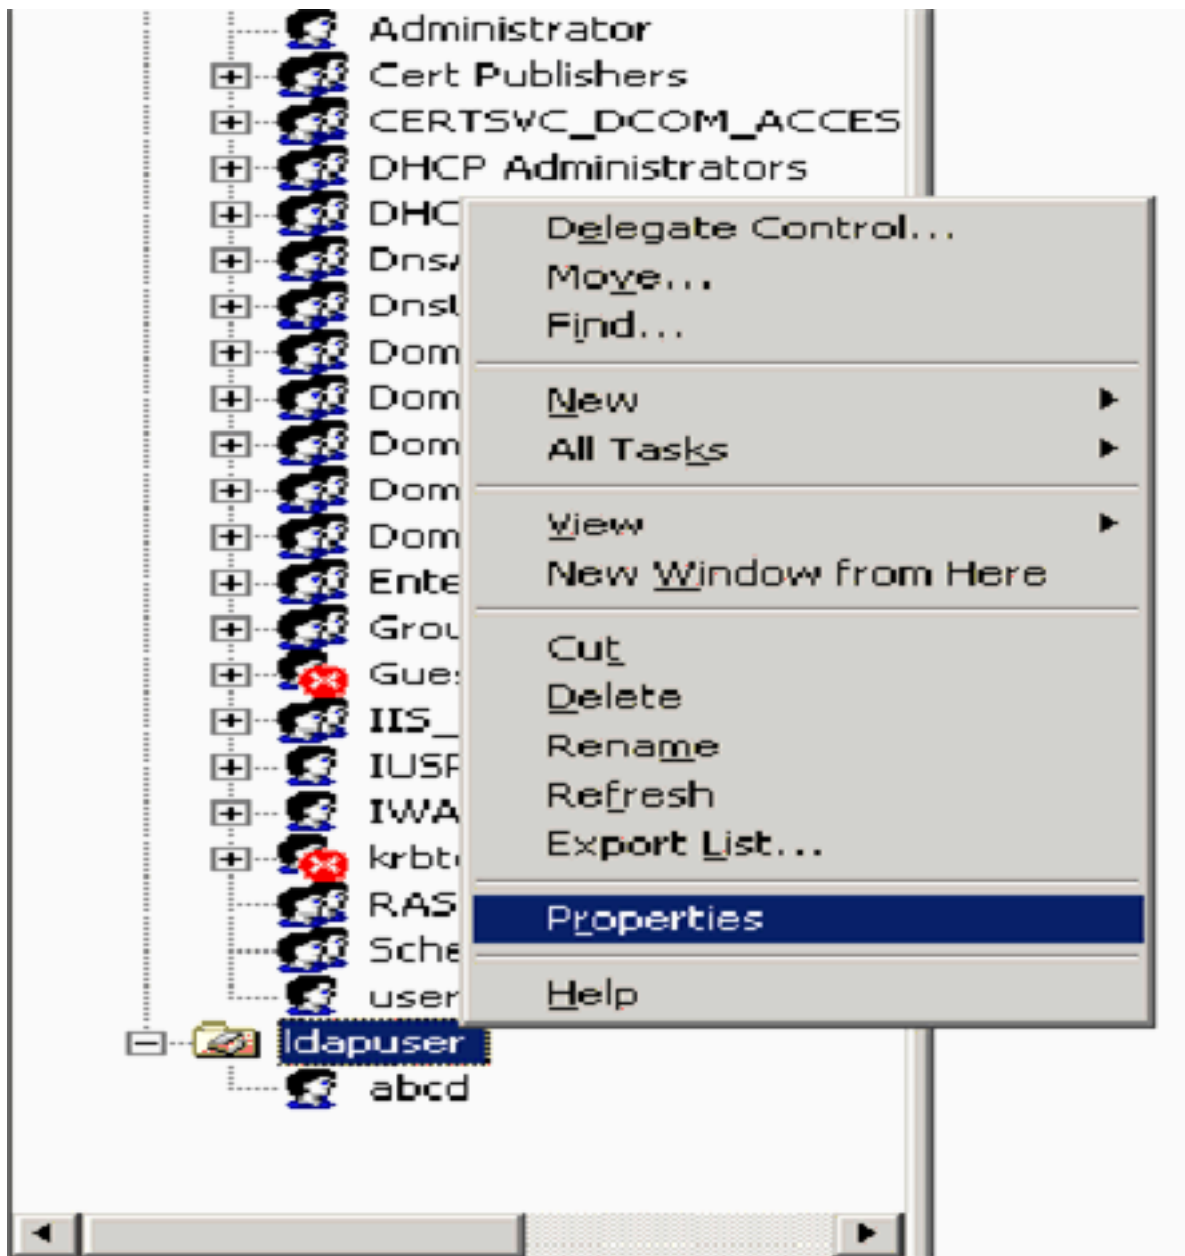 Administrator
Cert Publishers
CERTSVC_DCOM_ACCES
DHCP Administrators
DHC
Dns
Dns
Dom
Dom
Dom
Dom
Dom
Ente
Grou
Gues
IIS_
IUSR
IWA
krbt
RAS
Sche
user
ldapuser
abcd
Delegate Control...
Move...
Find...
New
All Tasks
View
New Window from Here
Cut
Delete
Rename
Refresh
Export List...
Properties
Help